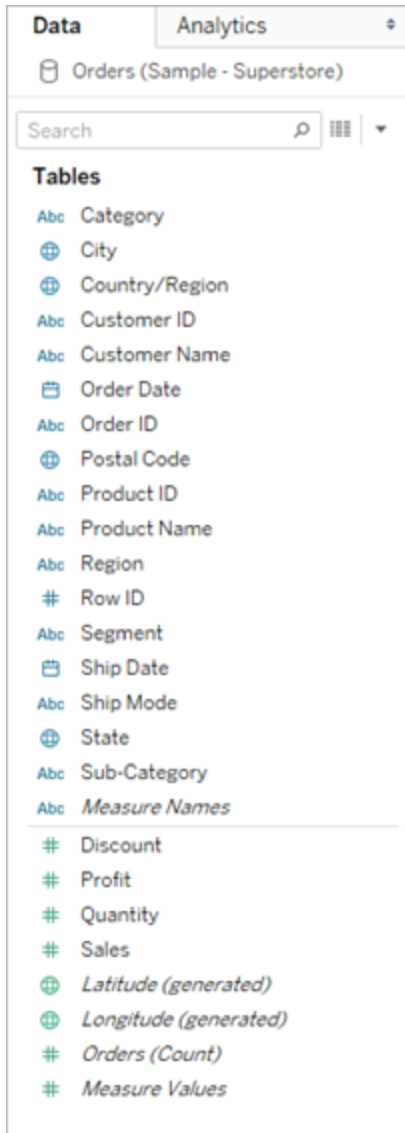 Data Analytics
Orders (Sample - Superstore)
Search
Tables
Abc Category
City
Country/Region
Abc Customer ID
Abc Customer Name
Order Date
Abc Order ID
Postal Code
Abc Product ID
Abc Product Name
Abc Region
# Row ID
Abc Segment
Ship Date
Abc Ship Mode
State
Abc Sub-Category
Abc Measure Names
# Discount
# Profit
# Quantity
# Sales
Latitude (generated)
Longitude (generated)
# Orders (Count)
# Measure Values